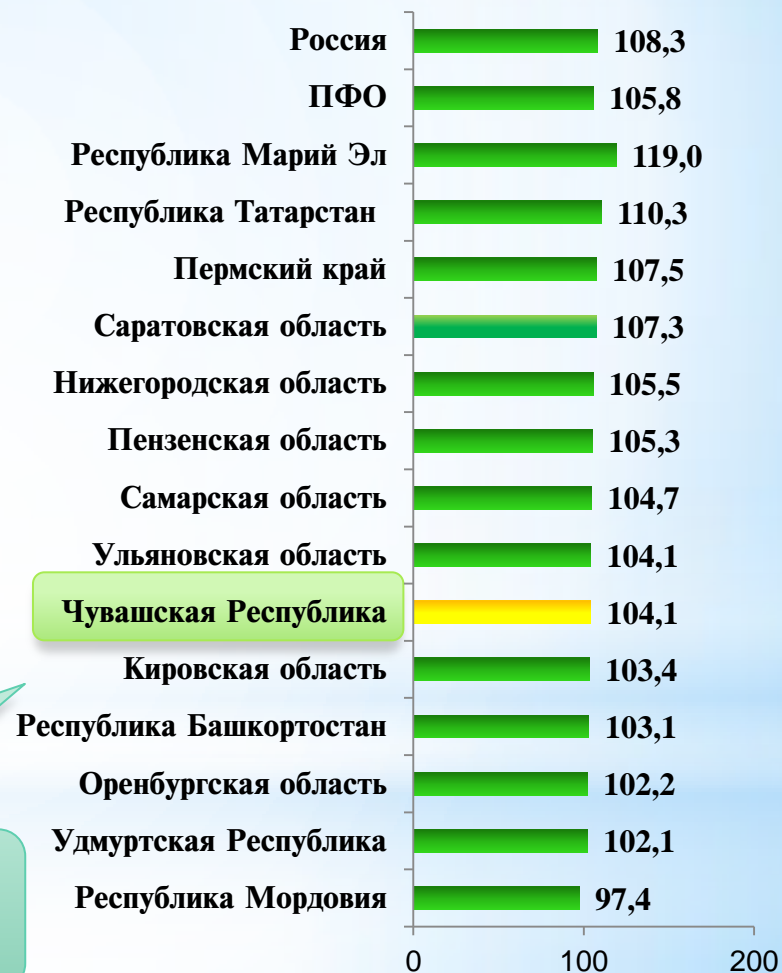 Россия 108,3
ПФО 105,8
Республика Марий Эл 119,0
Республика Татарстан 110,3
Пермский край 107,5
Саратовская область 107,3
Нижегородская область 105,5
Пензенская область 105,3
Самарская область 104,7
Ульяновская область 104,1
Чувашская Республика 104,1
Кировская область 103,4
Республика Башкортостан 103,1
Оренбургская область 102,2
Удмуртская Республика 102,1
Республика Мордовия 97,4
0 100 200